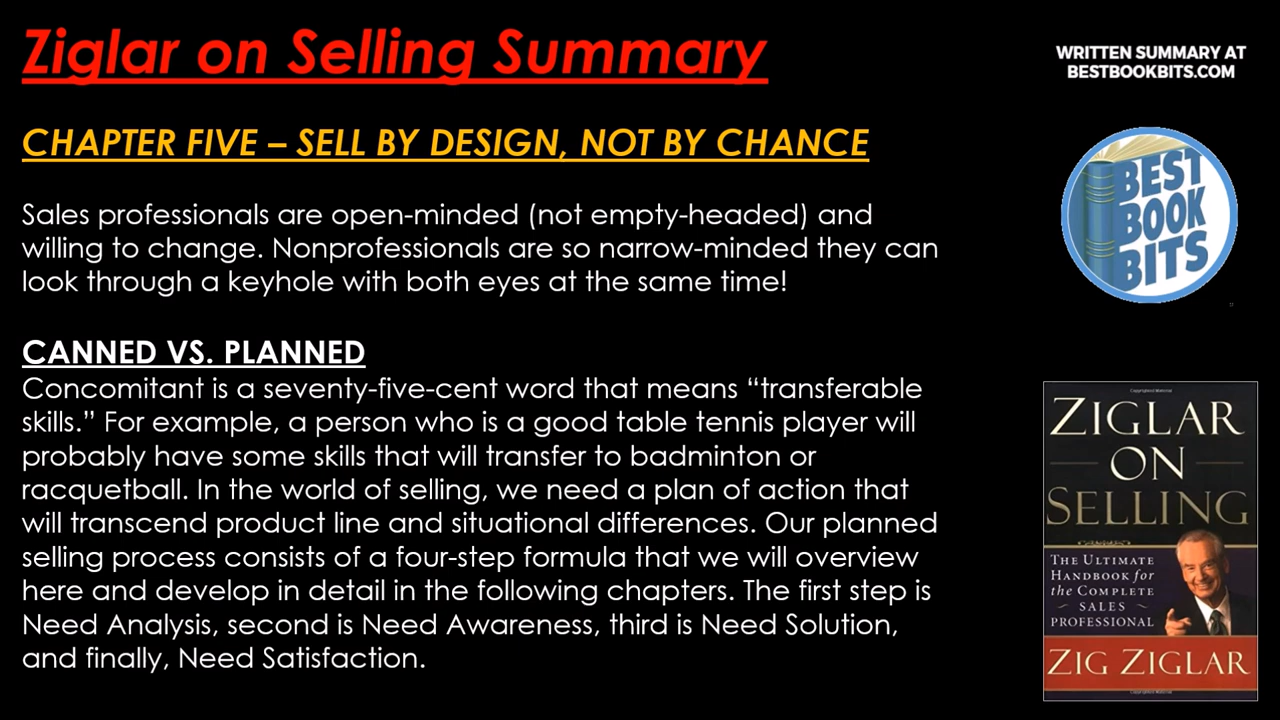 Ziglar on Selling Summary
WRITTEN SUMMARY AT
BESTBOOKBITS.COM
CHAPTER FIVE – SELL BY DESIGN, NOT BY CHANCE
Sales professionals are open-minded (not empty-headed) and
willing to change. Nonprofessionals are so narrow-minded they can
look through a keyhole with both eyes at the same time!
CANNED VS. PLANNED
Concomitant is a seventy-five-cent word that means “transferable
skills.” For example, a person who is a good table tennis player will
probably have some skills that will transfer to badminton or
racquetball. In the world of selling, we need a plan of action that
will transcend product line and situational differences. Our planned
selling process consists of a four-step formula that we will overview
here and develop in detail in the following chapters. The first step is
Need Analysis, second is Need Awareness, third is Need Solution,
and finally, Need Satisfaction.
BEST
BOOK
BITS
ZIGLAR
ON
SELLING
THE ULTIMATE
HANDBOOK for
the COMPLETE
SALES
PROFESSIONAL
ZIG ZIGLAR